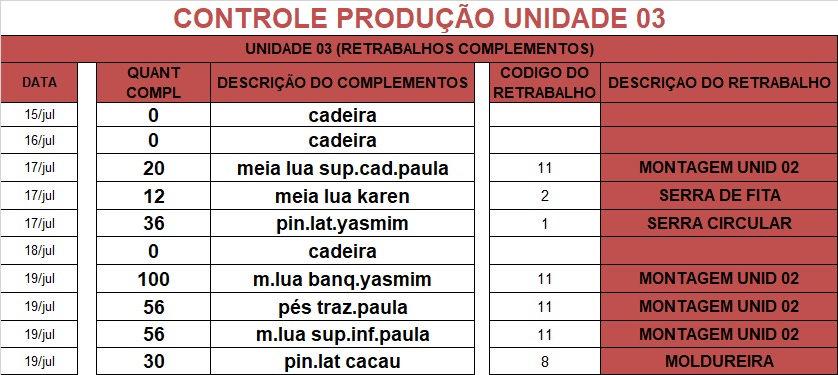 CONTROLE PRODUÇÃO UNIDADE 03
UNIDADE 03 (RETRABALHOS COMPLEMENTOS)
DATA QUANT COMPL DESCRIÇÃO DO COMPLEMENTOS CODIGO DO RETRABALHO DESCRIÇAO DO RETRABALHO
15/jul 0 cadeira
16/jul 0 cadeira
17/jul 20 meia lua sup.cad.paula 11 MONTAGEM UNID 02
17/jul 12 meia lua karen 2 SERRA DE FITA
17/jul 36 pin.lat.yasmim 1 SERRA CIRCULAR
18/jul 0 cadeira
19/jul 100 m.lua banq.yasmim 11 MONTAGEM UNID 02
19/jul 56 pés traz.paula 11 MONTAGEM UNID 02
19/jul 56 m.lua sup.inf.paula 11 MONTAGEM UNID 02
19/jul 30 pin.lat cacau 8 MOLDUREIRA